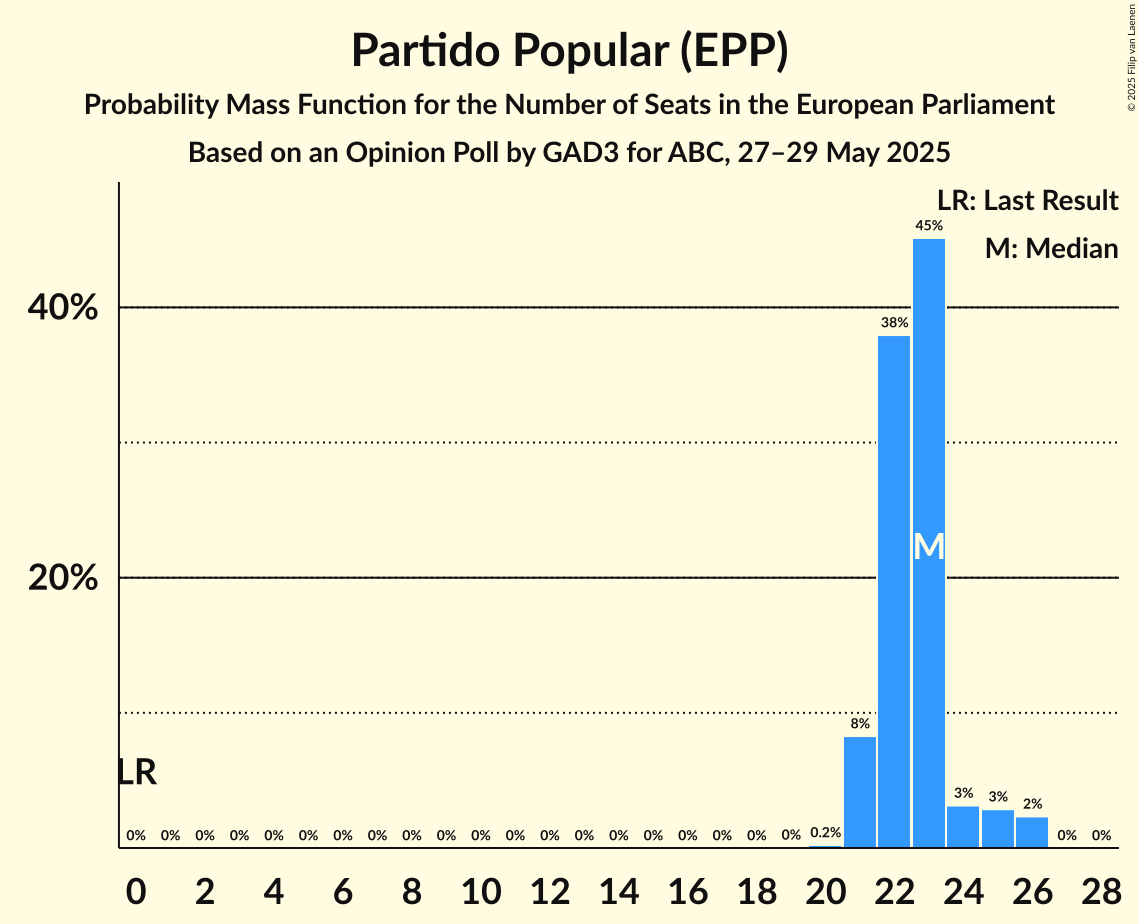 Partido Popular (EPP)
Probability Mass Function for the Number of Seats in the European Parliament
Based on an Opinion Poll by GAD3 for ABC, 27–29 May 2025
© 2025 Filip van Laenen
LR: Last Result
M: Median
45%
40%
38%
M
20%
8%
LR
3% 3% 2%
0% 0% 0% 0% 0% 0% 0% 0% 0% 0% 0% 0% 0% 0% 0% 0% 0% 0% 0% 0% 0.2% 0% 0%
0 2 4 6 8 10 12 14 16 18 20 22 24 26 28